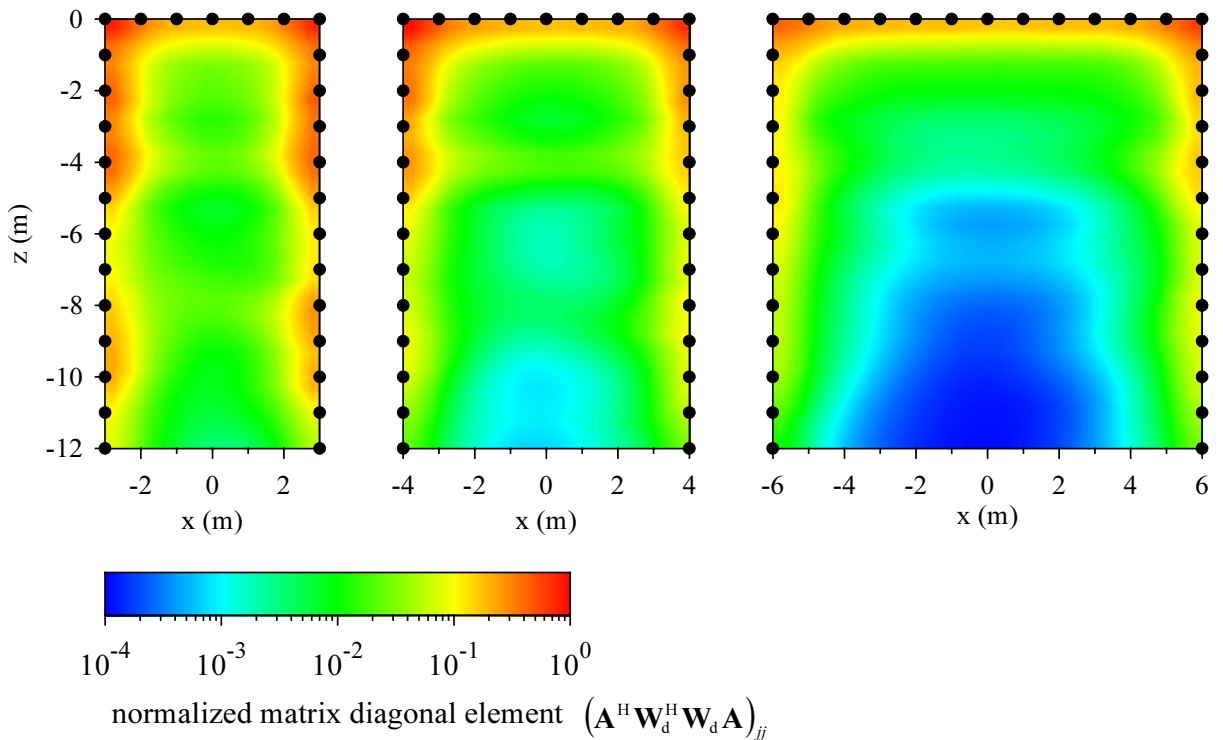 0
-2
-4
-6
-8
-10
-12
z (m)
-2 0 2
x (m)
-4 -2 0 2 4
x (m)
-6 -4 -2 0 2 4 6
x (m)
10^-4 10^-3 10^-2 10^-1 10^0
normalized matrix diagonal element (A^H W_d^H W_d A)_jj